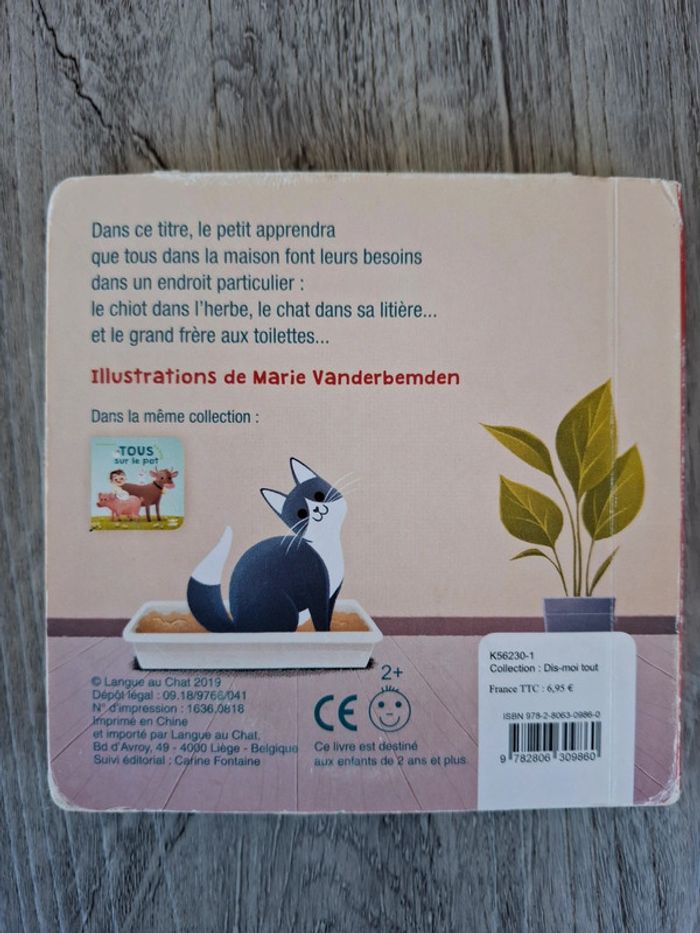 Dans ce titre, le petit apprendra
que tous dans la maison font leurs besoins
dans un endroit particulier :
le chiot dans l'herbe, le chat dans sa litière...
et le grand frère aux toilettes...
Illustrations de Marie Vanderbemden
Dans la même collection :
TOUS
sur le pot
© Langue au Chat 2019
Dépôt légal : 09.18/9766/041
N° d'impression : 1636.0818
Imprimé en Chine
et importé par Langue au Chat,
Bd d'Avroy, 49 - 4000 Liège - Belgique
Suivi éditorial : Carine Fontaine
CE
2+
Ce livre est destiné
aux enfants de 2 ans et plus.
K56230-1
Collection : Dis-moi tout
France TTC : 6,95 €
ISBN 978-2-8063-0986-0
9 782806 309860